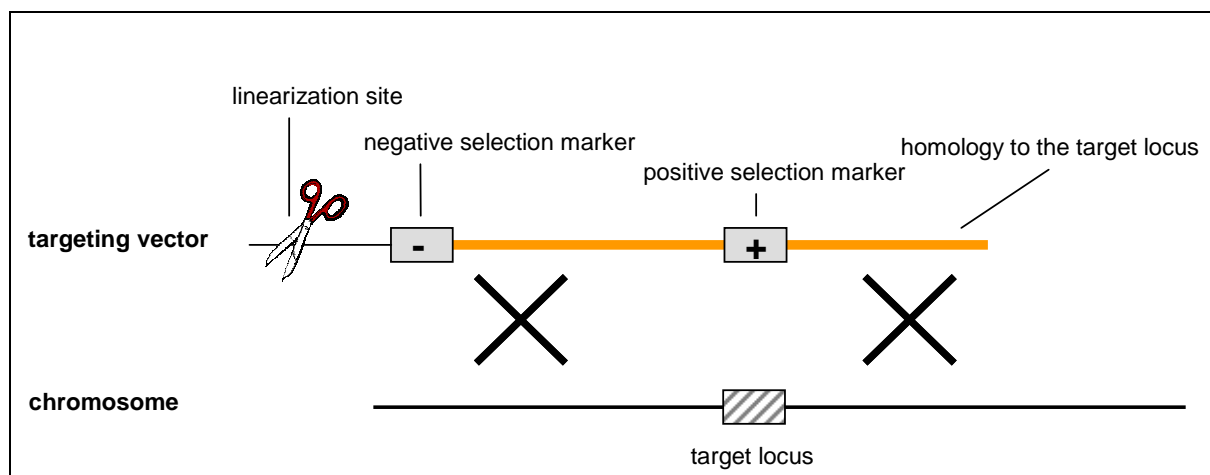 linearization site
negative selection marker
homology to the target locus
positive selection marker
targeting vector
-
+
chromosome
target locus